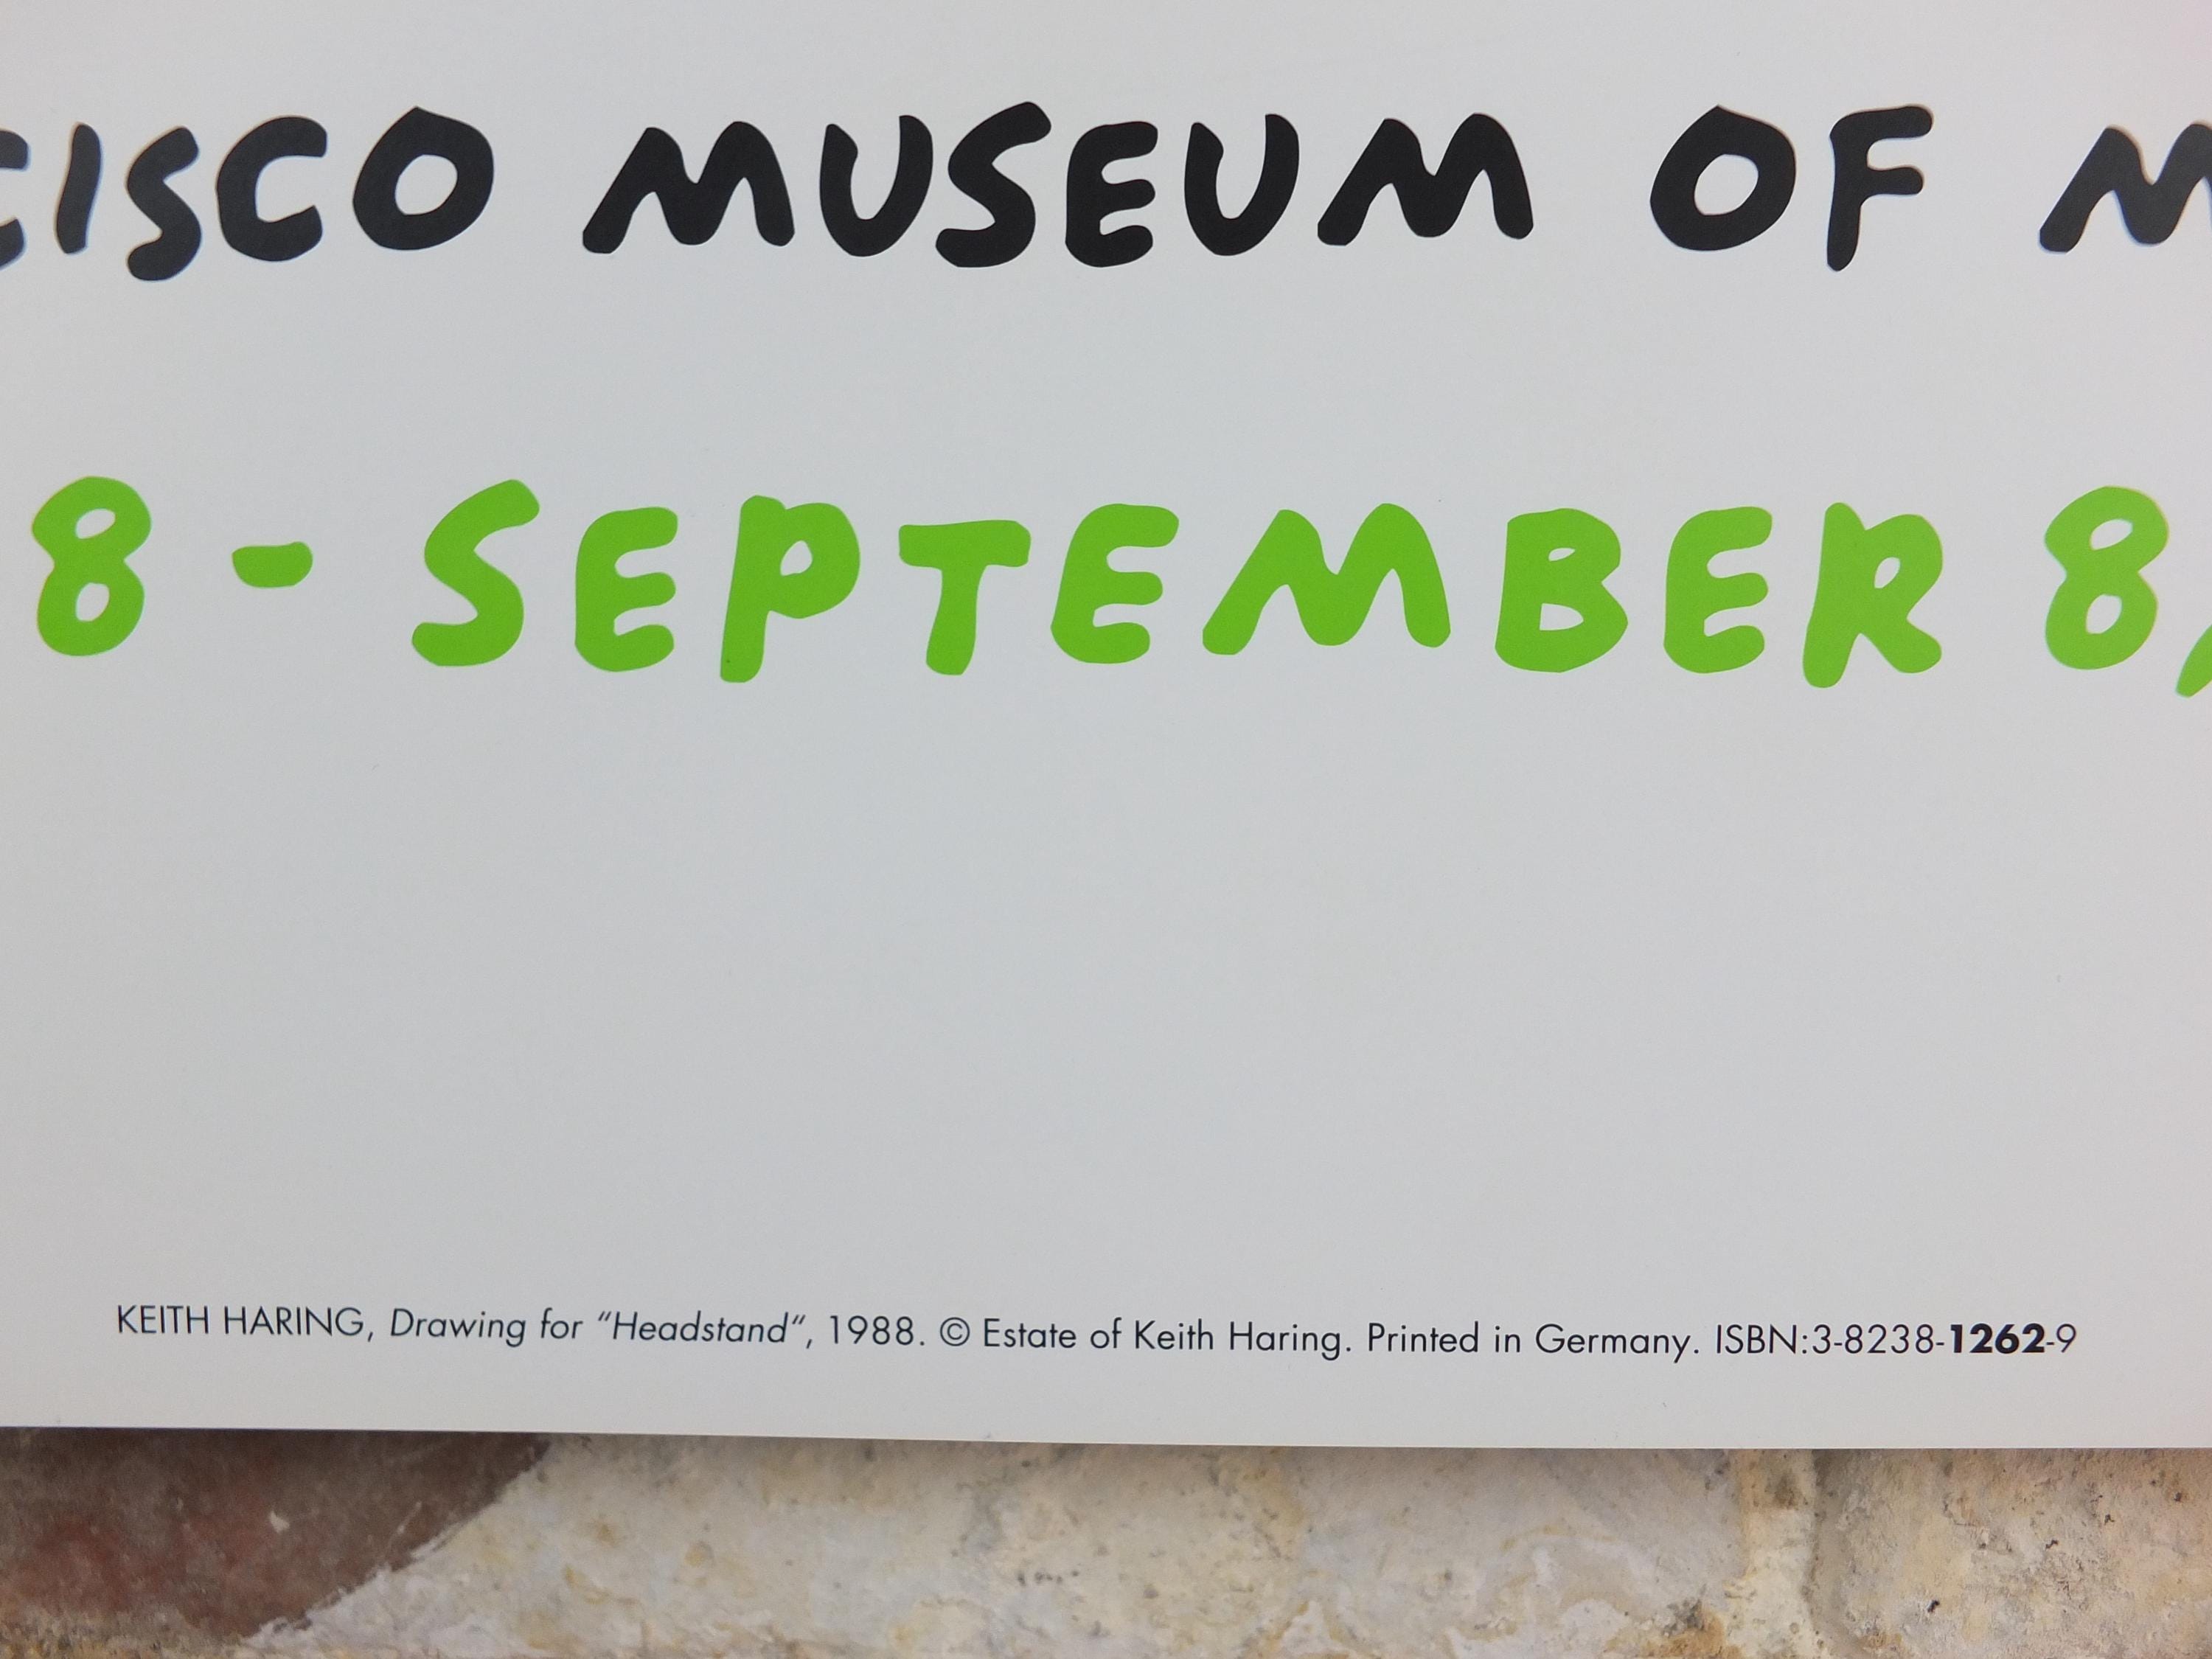 CISCO MUSEUM OF M
8 - SEPTEMBER 8,
KEITH HARING, Drawing for “Headstand“, 1988. © Estate of Keith Haring. Printed in Germany. ISBN:3-8238-1262-9